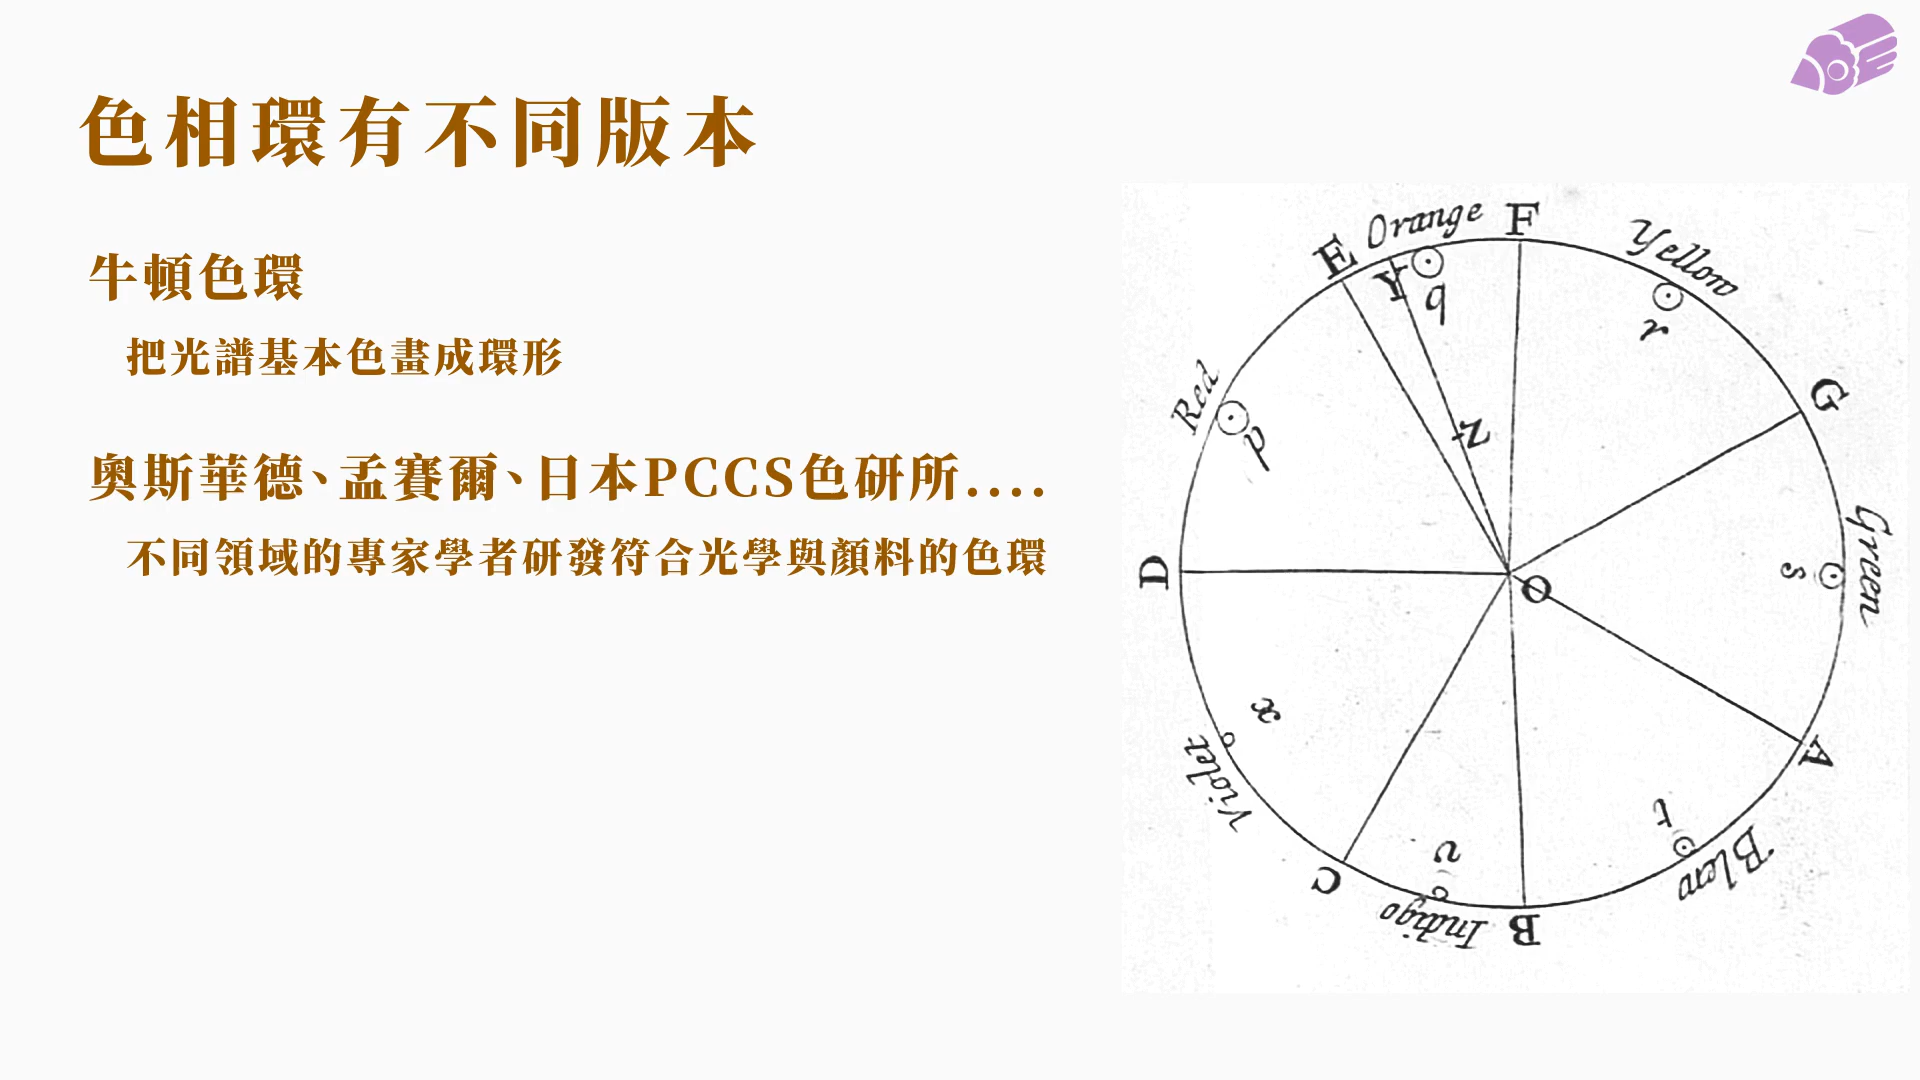 色相環有不同版本
牛頓色環
把光譜基本色畫成環形
奧斯華德、孟賽爾、日本PCCS色研所....
不同領域的專家學者研發符合光學與顏料的色環
E
Orange
F
Yellow
Y
q
r
G
Red
p
Z
D
O
s
Green
x
A
Violet
t
v
Blew
C
Indigo
B